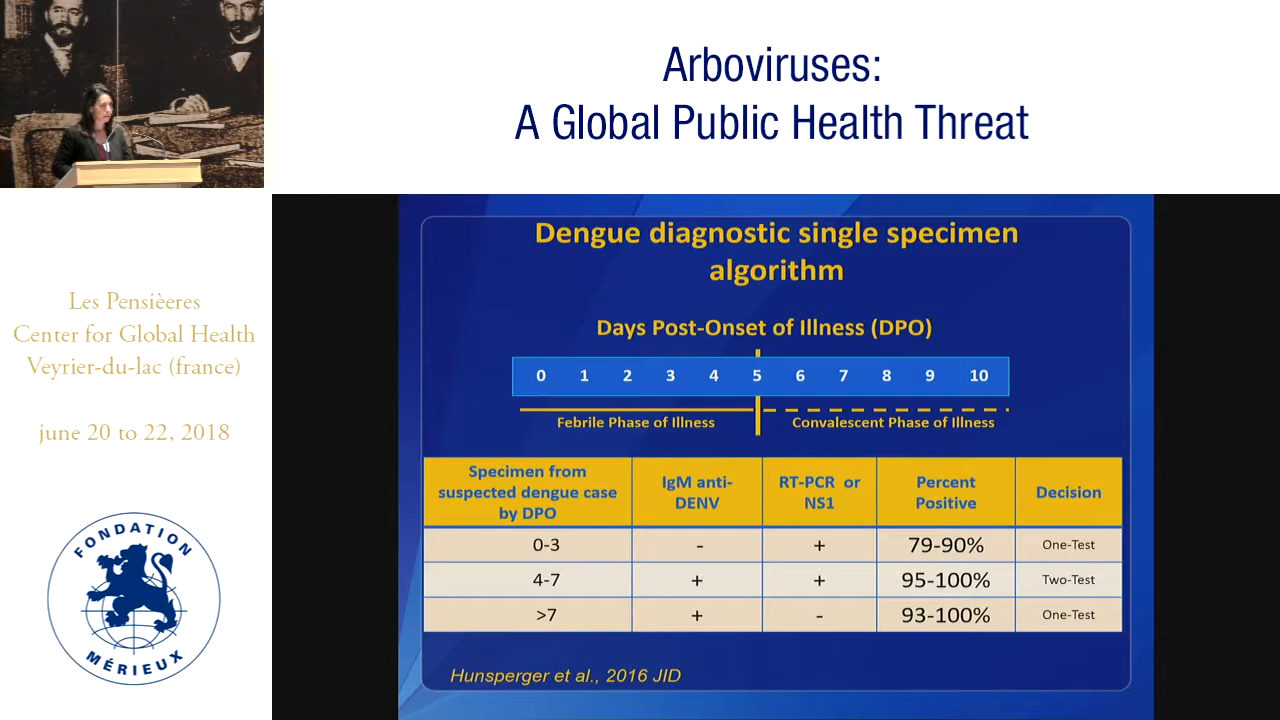 Arboviruses:
A Global Public Health Threat
Les Pensièeres
Center for Global Health
Veyrier-du-lac (france)
june 20 to 22, 2018
FONDATION
MÉRIEUX
Dengue diagnostic single specimen
algorithm
Days Post-Onset of Illness (DPO)
0 1 2 3 4 5 6 7 8 9 10
Febrile Phase of Illness Convalescent Phase of Illness
Specimen from
suspected dengue case
by DPO
IgM anti-
DENV
RT-PCR or
NS1
Percent
Positive
Decision
0-3 - + 79-90% One-Test
4-7 + + 95-100% Two-Test
>7 + - 93-100% One-Test
Hunsperger et al., 2016 JID